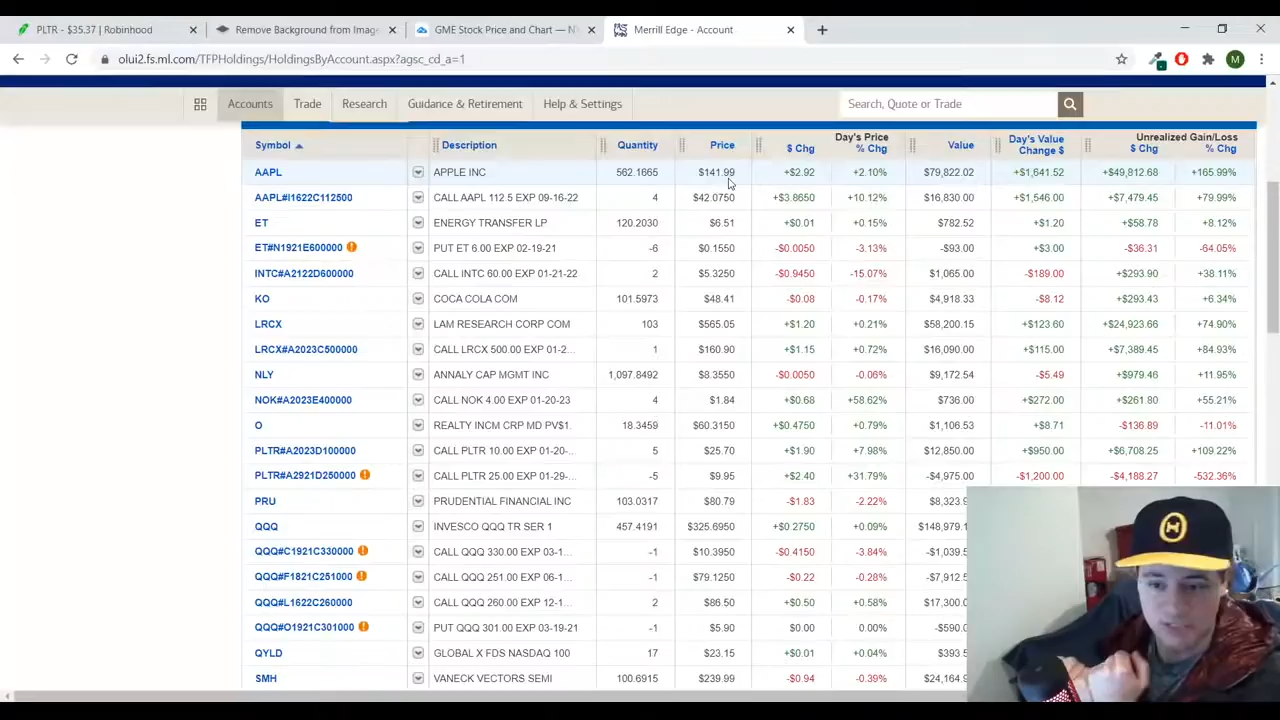 PLTR - $35.37 | Robinhood
Remove Background from Imag
GME Stock Price and Chart — N
Merrill Edge - Account
olui2.fs.ml.com/TFPHoldings/HoldingsByAccount.aspx?agsc_cd_a=1
M
Accounts Trade Research Guidance & Retirement Help & Settings Search, Quote or Trade
Symbol Description Quantity Price $ Chg Day's Price % Chg Value Day's Value Change $ Unrealized Gain/Loss $ Chg % Chg
AAPL APPLE INC 562.1665 $141.99 +$2.92 +2.10% $79,822.02 +$1,641.52 +$49,812.68 +165.99%
AAPL#I1622C112500 CALL AAPL 112.5 EXP 09-16-22 4 $42.0750 +$3.8650 +10.12% $16,830.00 +$1,546.00 +$7,479.45 +79.99%
ET ENERGY TRANSFER LP 120.2030 $6.51 +$0.01 +0.15% $782.52 +$1.20 +$58.78 +8.12%
ET#N1921E600000 PUT ET 6.00 EXP 02-19-21 -6 $0.1550 -$0.0050 -3.13% -$93.00 +$3.00 -$36.31 -64.05%
INTC#A2122D600000 CALL INTC 60.00 EXP 01-21-22 2 $5.3250 -$0.9450 -15.07% $1,065.00 -$189.00 +$293.90 +38.11%
KO COCA COLA COM 101.5973 $48.41 -$0.08 -0.17% $4,918.33 -$8.12 +$293.43 +6.34%
LRCX LAM RESEARCH CORP COM 103 $565.05 +$1.20 +0.21% $58,200.15 +$123.60 +$24,923.66 +74.90%
LRCX#A2023C500000 CALL LRCX 500.00 EXP 01-2... 1 $160.90 +$1.15 +0.72% $16,090.00 +$115.00 +$7,389.45 +84.93%
NLY ANNALY CAP MGMT INC 1,097.8492 $8.3550 -$0.0050 -0.06% $9,172.54 -$5.49 +$979.46 +11.95%
NOK#A2023E400000 CALL NOK 4.00 EXP 01-20-23 4 $1.84 +$0.68 +58.62% $736.00 +$272.00 +$261.80 +55.21%
O REALTY INCM CRP MD PV$1. 18.3459 $60.3150 +$0.4750 +0.79% $1,106.53 +$8.71 -$136.89 -11.01%
PLTR#A2023D100000 CALL PLTR 10.00 EXP 01-20-... 5 $25.70 +$1.90 +7.98% $12,850.00 +$950.00 +$6,708.25 +109.22%
PLTR#A2921D250000 CALL PLTR 25.00 EXP 01-29-... -5 $9.95 +$2.40 +31.79% -$4,975.00 -$1,200.00 -$4,188.27 -532.36%
PRU PRUDENTIAL FINANCIAL INC 103.0317 $80.79 -$1.83 -2.22% $8,323.9
QQQ INVESCO QQQ TR SER 1 457.4191 $325.6950 +$0.2750 +0.09% $148,979.1
QQQ#C1921C330000 CALL QQQ 330.00 EXP 03-1... -1 $10.3950 -$0.4150 -3.84% -$1,039.5
QQQ#F1821C251000 CALL QQQ 251.00 EXP 06-1... -1 $79.1250 -$0.22 -0.28% -$7,912.5
QQQ#L1622C260000 CALL QQQ 260.00 EXP 12-1... 2 $86.50 +$0.50 +0.58% $17,300.0
QQQ#O1921C301000 PUT QQQ 301.00 EXP 03-19-21 -1 $5.90 $0.00 0.00% -$590.0
QYLD GLOBAL X FDS NASDAQ 100 17 $23.15 +$0.01 +0.04% $393.5
SMH VANECK VECTORS SEMI 100.6915 $239.99 -$0.94 -0.39% $24,164.9